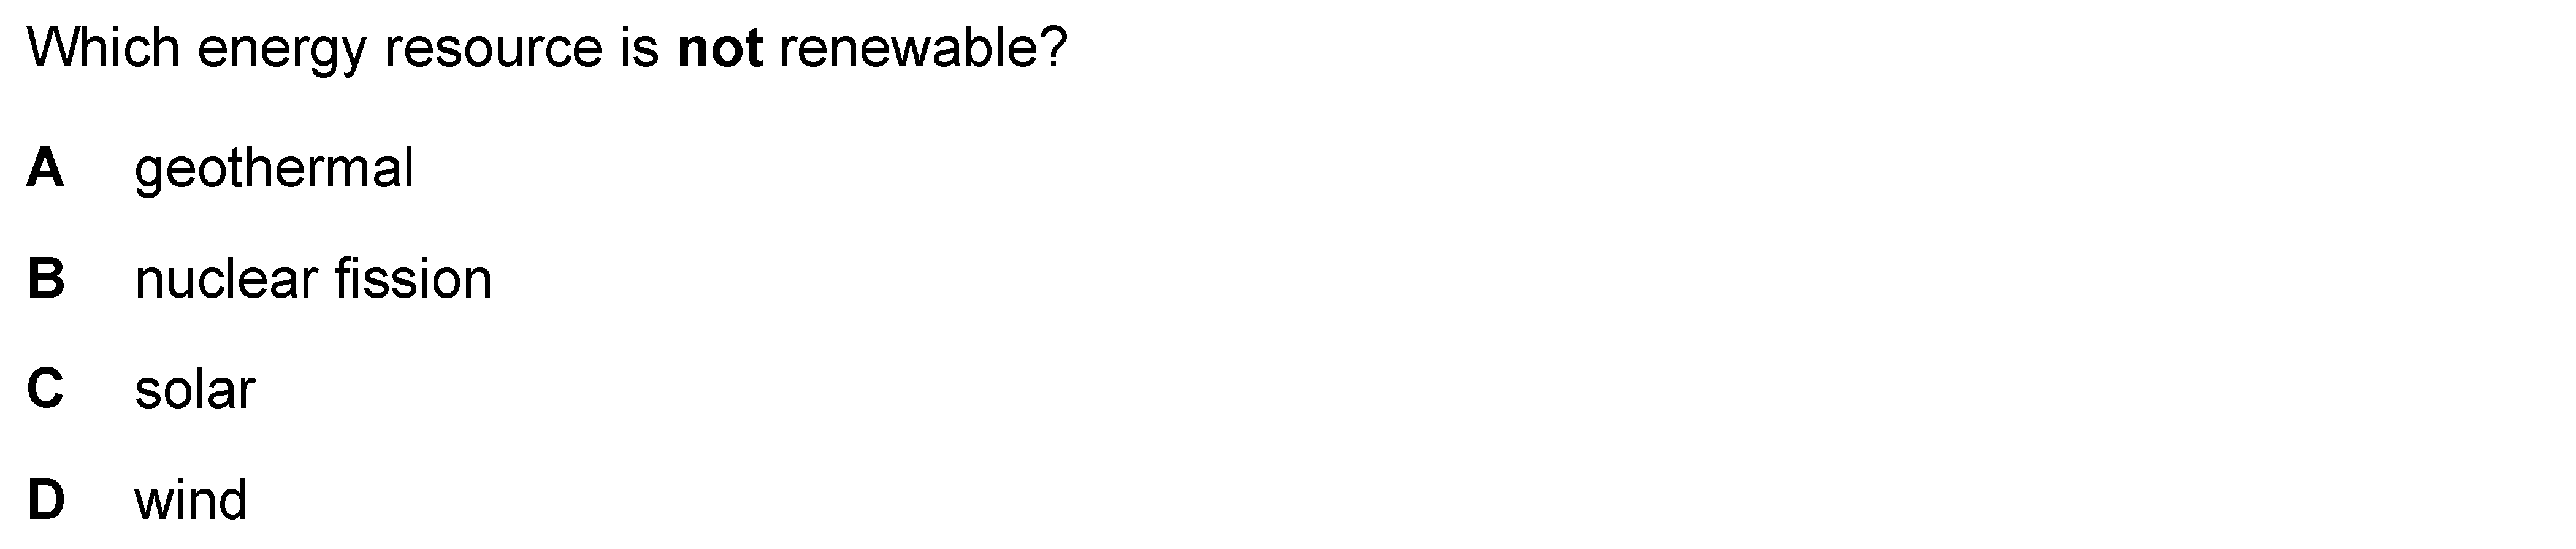 Which energy resource is not renewable?
A geothermal
B nuclear fission
C solar
D wind